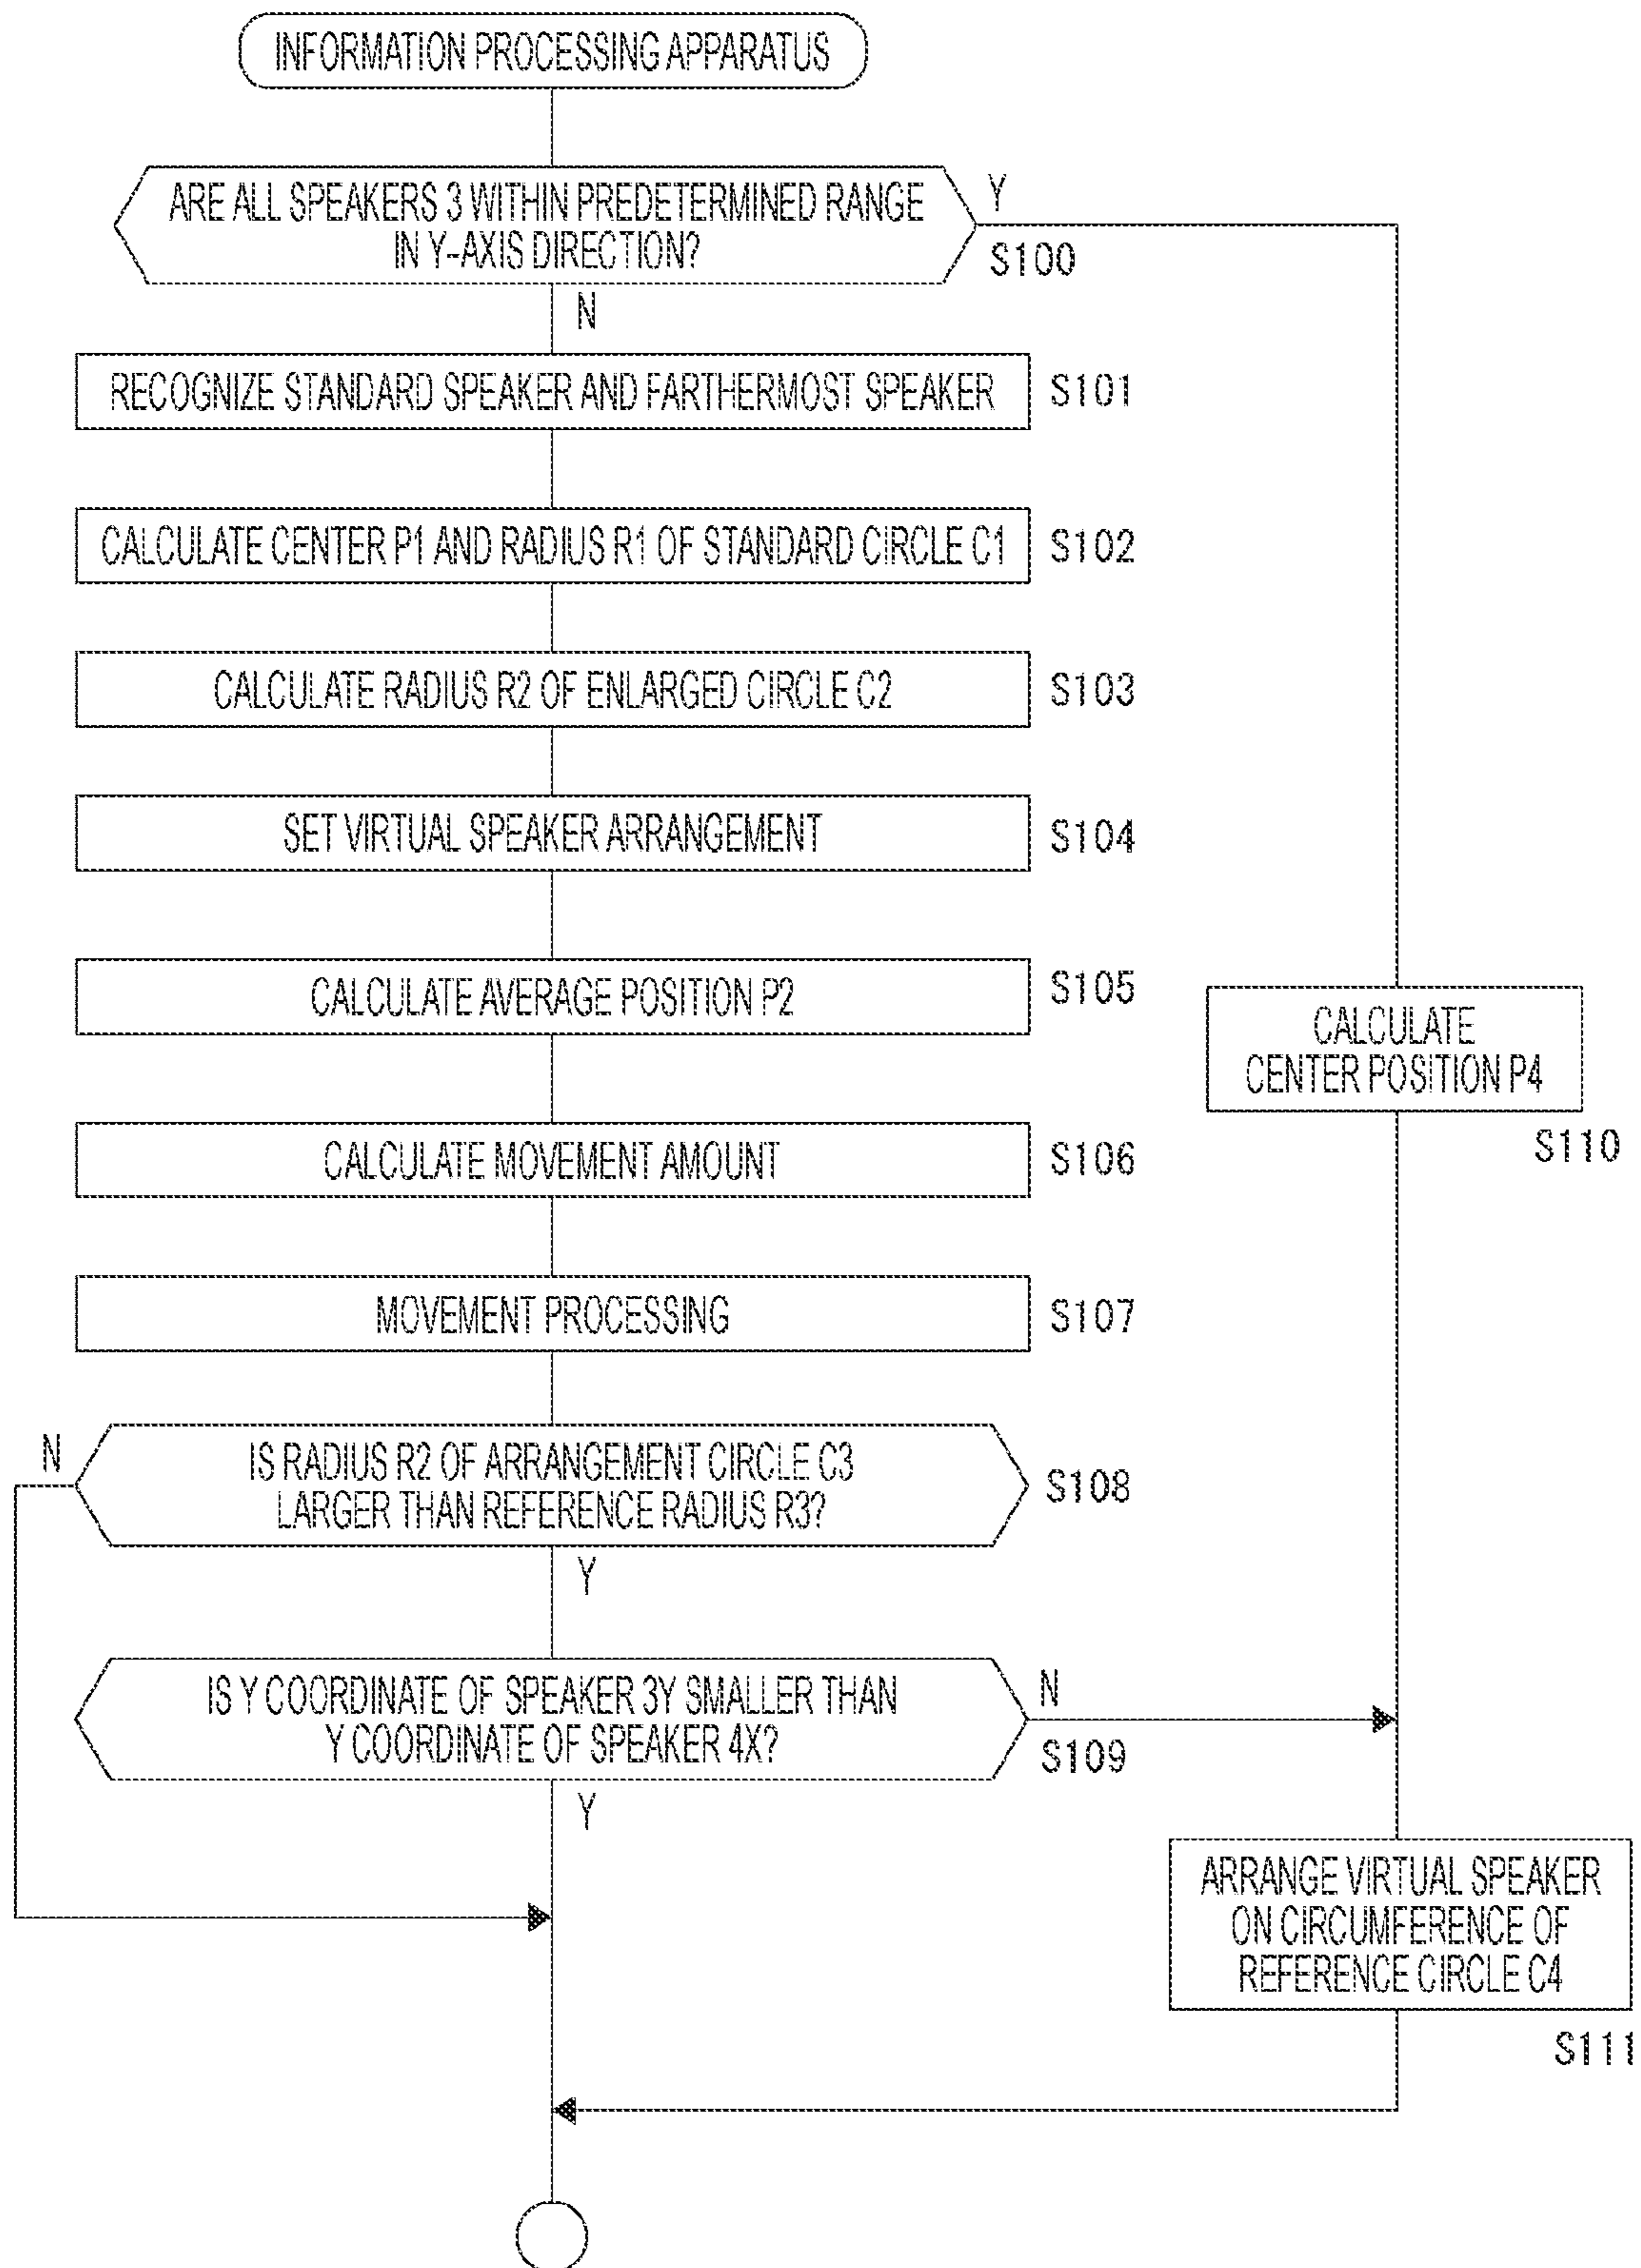 INFORMATION PROCESSING APPARATUS
ARE ALL SPEAKERS 3 WITHIN PREDETERMINED RANGE
IN Y-AXIS DIRECTION?
Y
S100
N
RECOGNIZE STANDARD SPEAKER AND FARTHERMOST SPEAKER
S101
CALCULATE CENTER P1 AND RADIUS R1 OF STANDARD CIRCLE C1
S102
CALCULATE RADIUS R2 OF ENLARGED CIRCLE C2
S103
SET VIRTUAL SPEAKER ARRANGEMENT
S104
CALCULATE AVERAGE POSITION P2
S105
CALCULATE
CENTER POSITION P4
S110
CALCULATE MOVEMENT AMOUNT
S106
MOVEMENT PROCESSING
S107
N
IS RADIUS R2 OF ARRANGEMENT CIRCLE C3
LARGER THAN REFERENCE RADIUS R3?
S108
Y
IS Y COORDINATE OF SPEAKER 3Y SMALLER THAN
Y COORDINATE OF SPEAKER 4X?
N
S109
Y
ARRANGE VIRTUAL SPEAKER
ON CIRCUMFERENCE OF
REFERENCE CIRCLE C4
S111